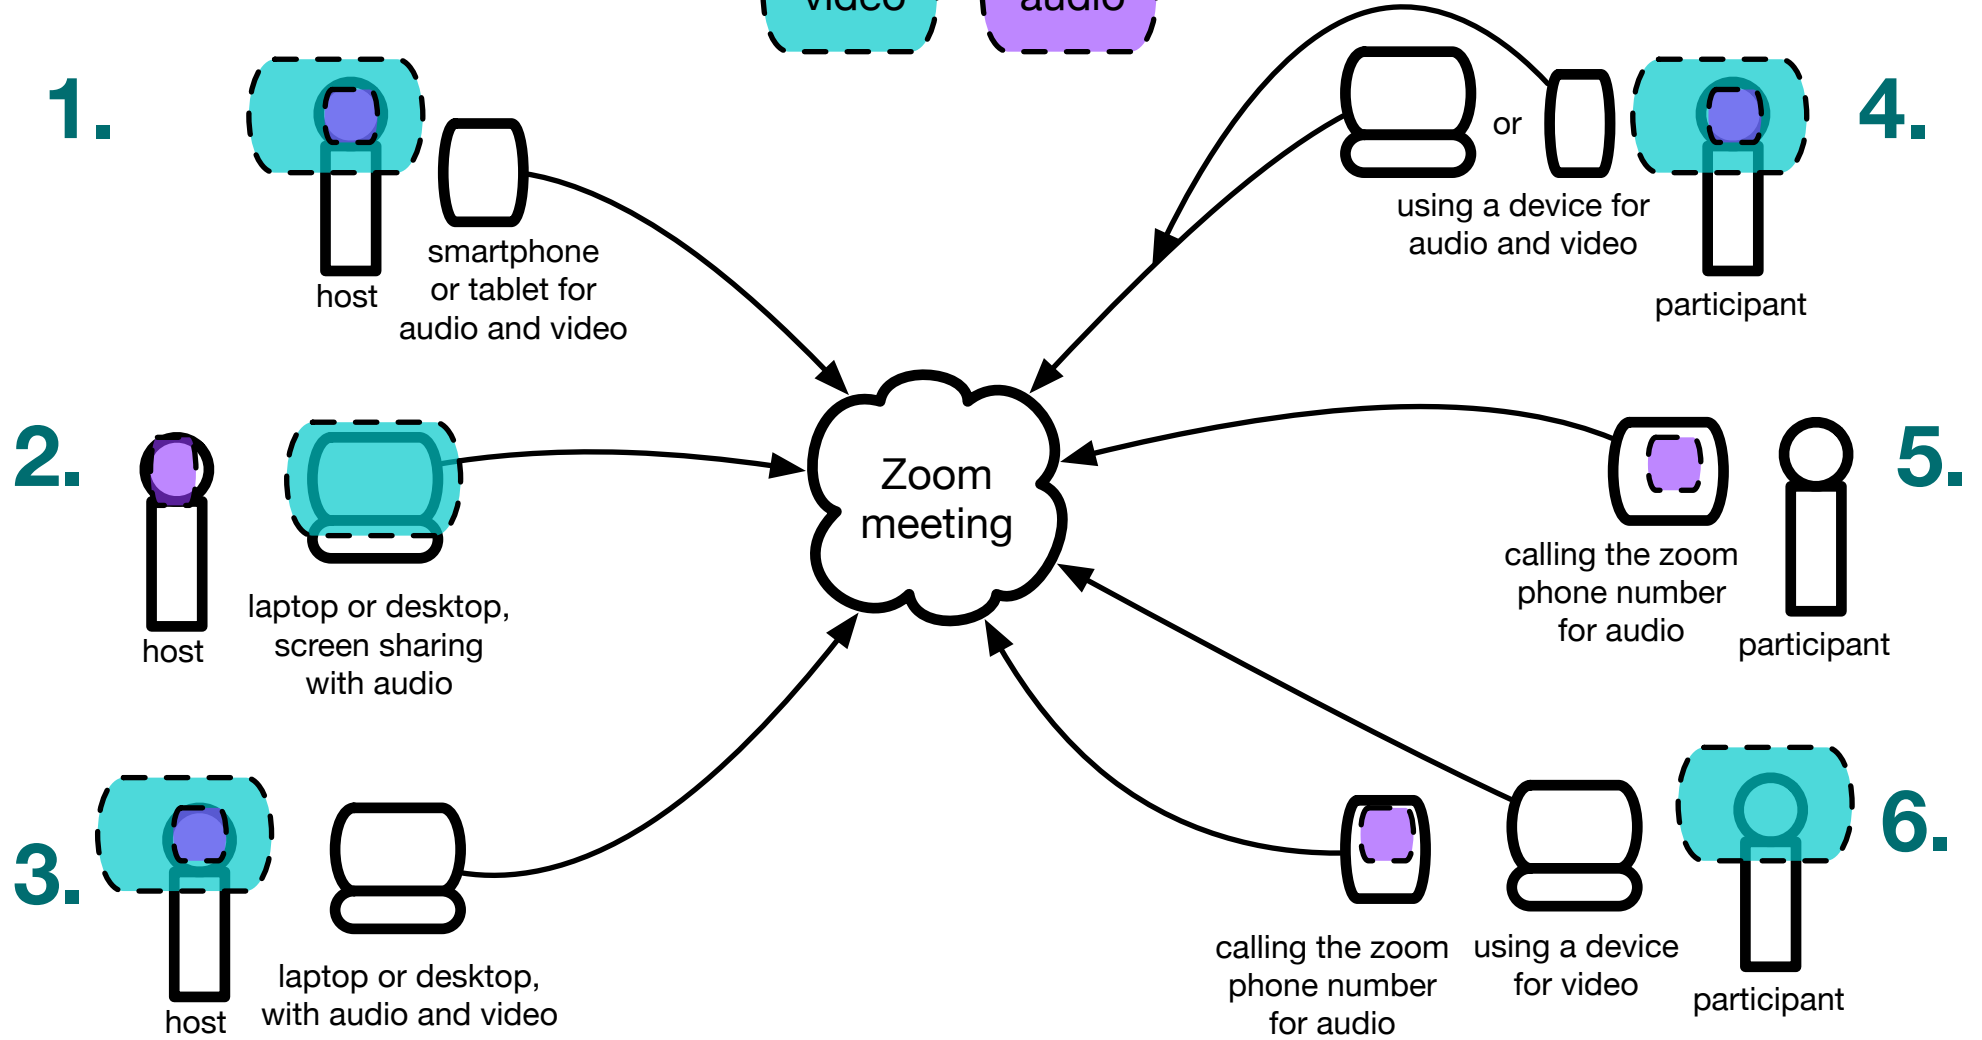 video
audio
1.
host
smartphone
or tablet for
audio and video
2.
host
laptop or desktop,
screen sharing
with audio
3.
host
laptop or desktop,
with audio and video
Zoom
meeting
or
using a device for
audio and video
participant
4.
calling the zoom
phone number
for audio
participant
5.
calling the zoom
phone number
for audio
using a device
for video
participant
6.